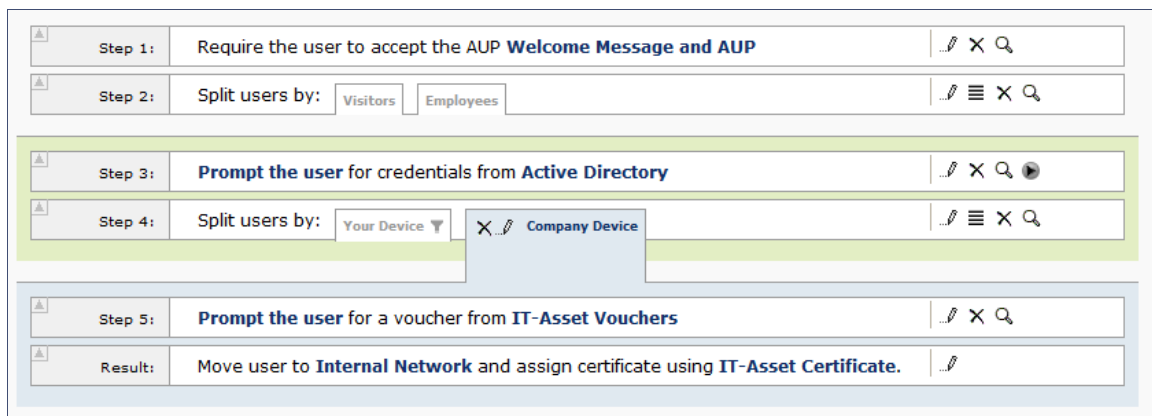 Step 1: Require the user to accept the AUP Welcome Message and AUP
Step 2: Split users by: Visitors Employees
Step 3: Prompt the user for credentials from Active Directory
Step 4: Split users by: Your Device Company Device
Step 5: Prompt the user for a voucher from IT-Asset Vouchers
Result: Move user to Internal Network and assign certificate using IT-Asset Certificate.